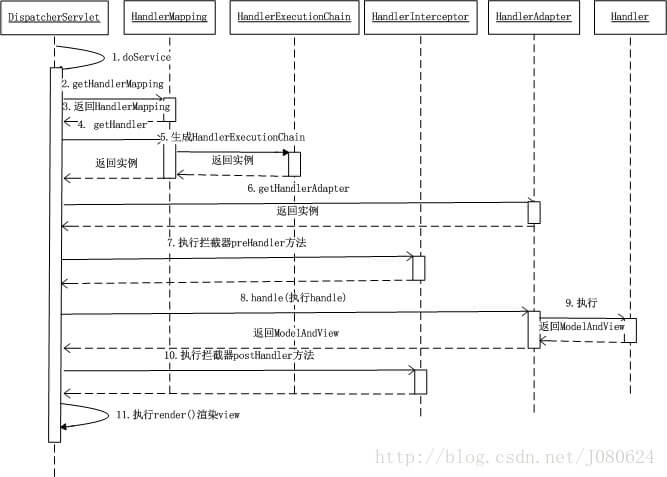 DispatcherServlet
HandlerMapping
HandlerExecutionChain
HandlerInterceptor
HandlerAdapter
Handler
1.doService
2.getHandlerMapping
3.返回HandlerMapping
4. getHandler
5.生成HandlerExecutionChain
返回实例
返回实例
6.getHandlerAdapter
返回实例
7.执行拦截器preHandler方法
8.handle(执行handle)
9.执行
返回ModelAndView
返回ModelAndView
10.执行拦截器postHandler方法
11.执行render()渲染view
http://blog.csdn.net/J080624